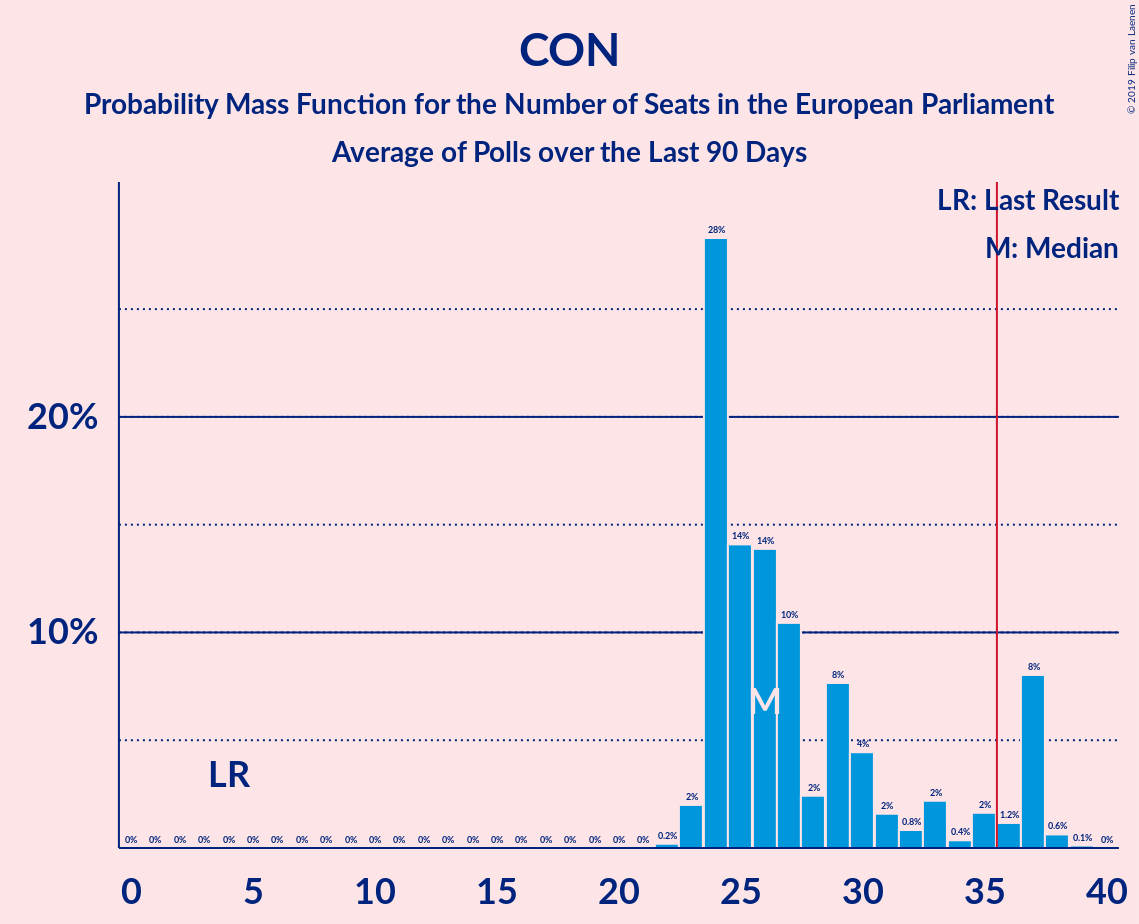 CON
Probability Mass Function for the Number of Seats in the European Parliament
Average of Polls over the Last 90 Days
© 2019 Filip van Laenen
LR: Last Result
M: Median
28%
20%
14% 14%
10%
10%
8%
8%
M
4%
LR
2% 2% 2% 2% 2%
0% 0% 0% 0% 0% 0% 0% 0% 0% 0% 0% 0% 0% 0% 0% 0% 0% 0% 0% 0% 0% 0% 0.2% 0.8% 0.4% 1.2% 0.6% 0.1% 0%
0 5 10 15 20 25 30 35 40